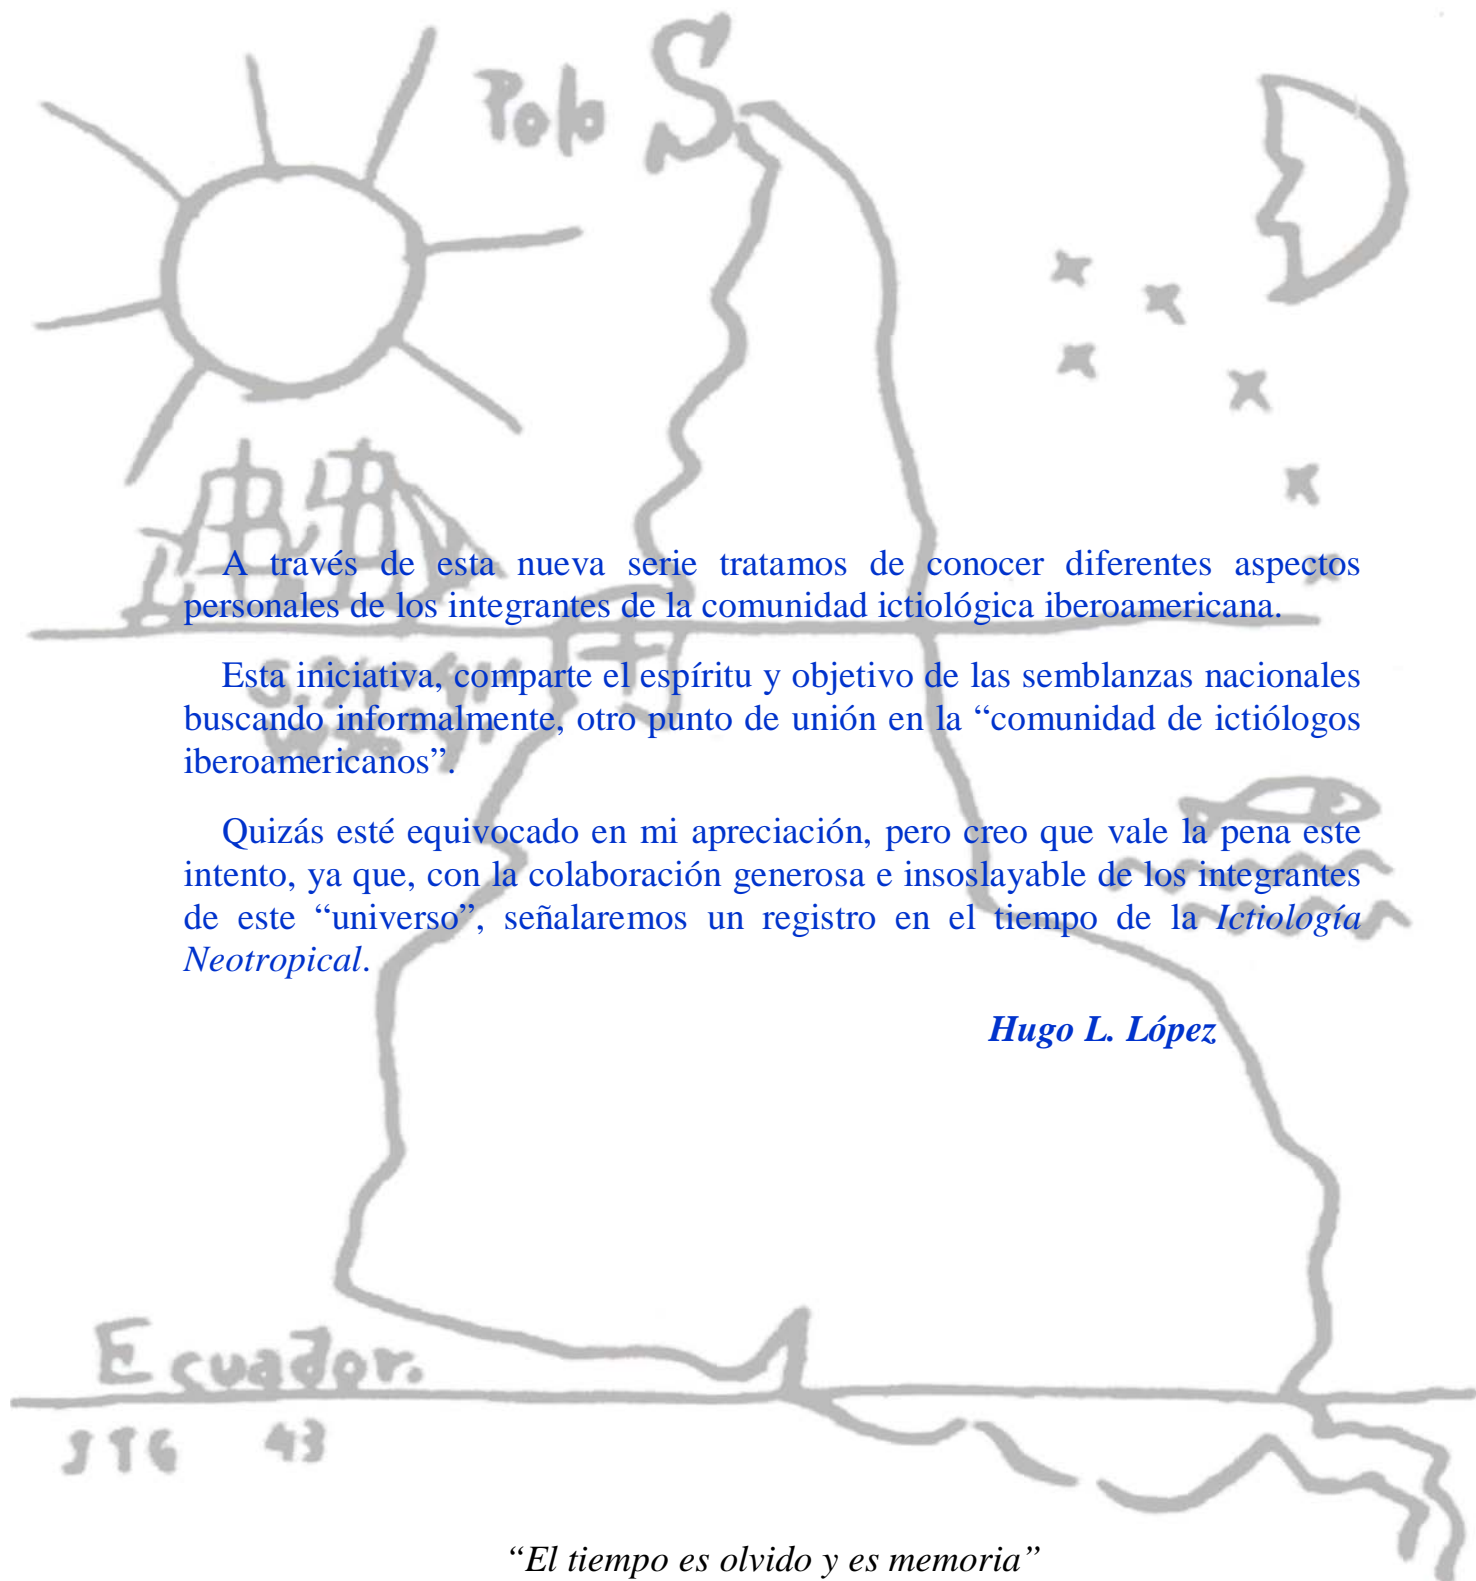 Polo S
A través de esta nueva serie tratamos de conocer diferentes aspectos
personales de los integrantes de la comunidad ictiológica iberoamericana.
Esta iniciativa, comparte el espíritu y objetivo de las semblanzas nacionales
buscando informalmente, otro punto de unión en la “comunidad de ictiólogos
iberoamericanos”.
Quizás esté equivocado en mi apreciación, pero creo que vale la pena este
intento, ya que, con la colaboración generosa e insoslayable de los integrantes
de este “universo”, señalaremos un registro en el tiempo de la Ictiología
Neotropical.
Hugo L. López
Ecuador.
JTG 43
“El tiempo es olvido y es memoria”